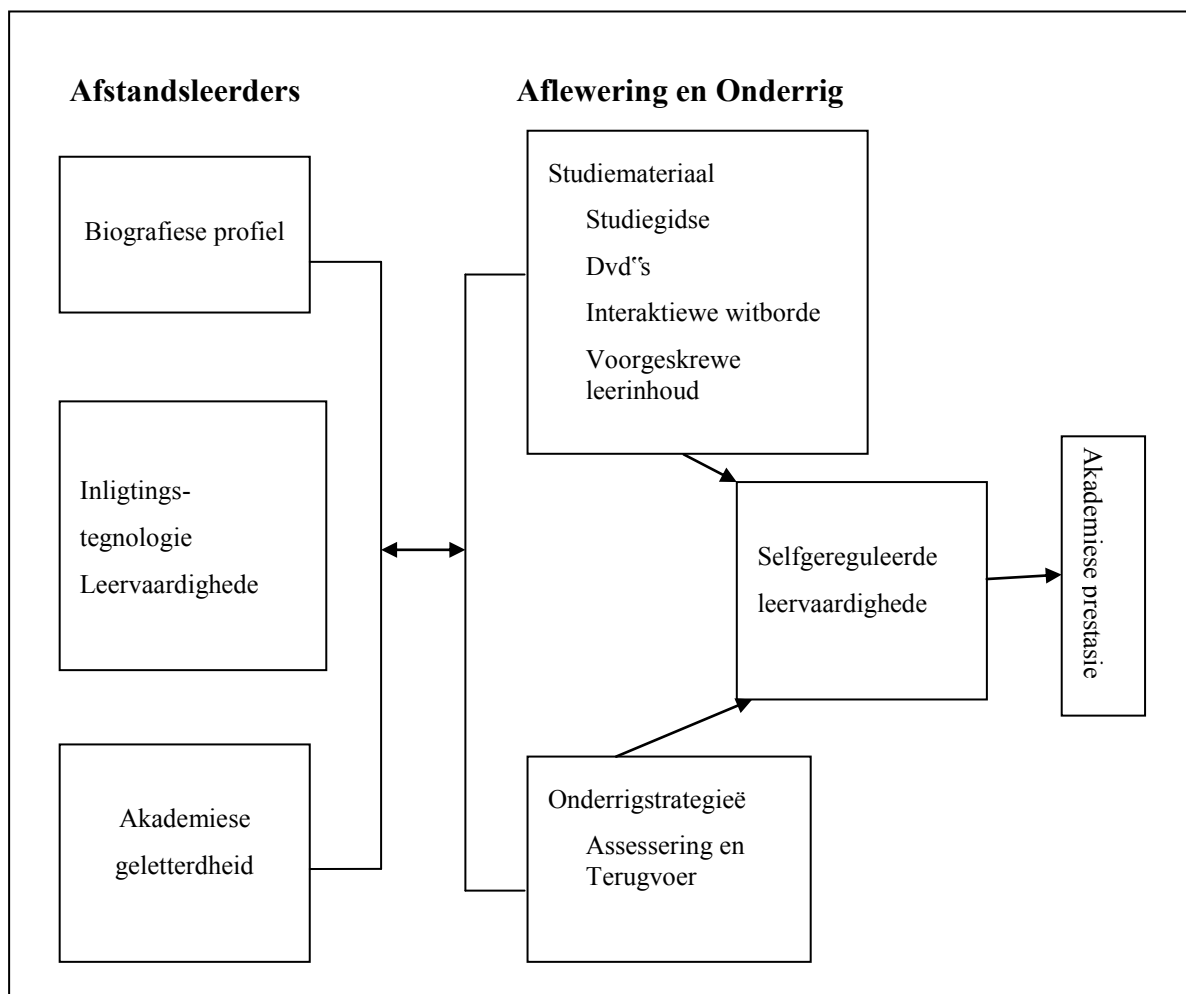 Afstandsleerders
Biografiese profiel
Inligtings-
tegnologie
Leervaardighede
Akademiese
geletterdheid
Aflewering en Onderrig
Studiemateriaal
Studiegidse
Dvd‟s
Interaktiewe witborde
Voorgeskrewe
leerinhoud
Onderrigstrategieë
Assessering en
Terugvoer
Selfgereguleerde
leervaardighede
Akademiese prestasie